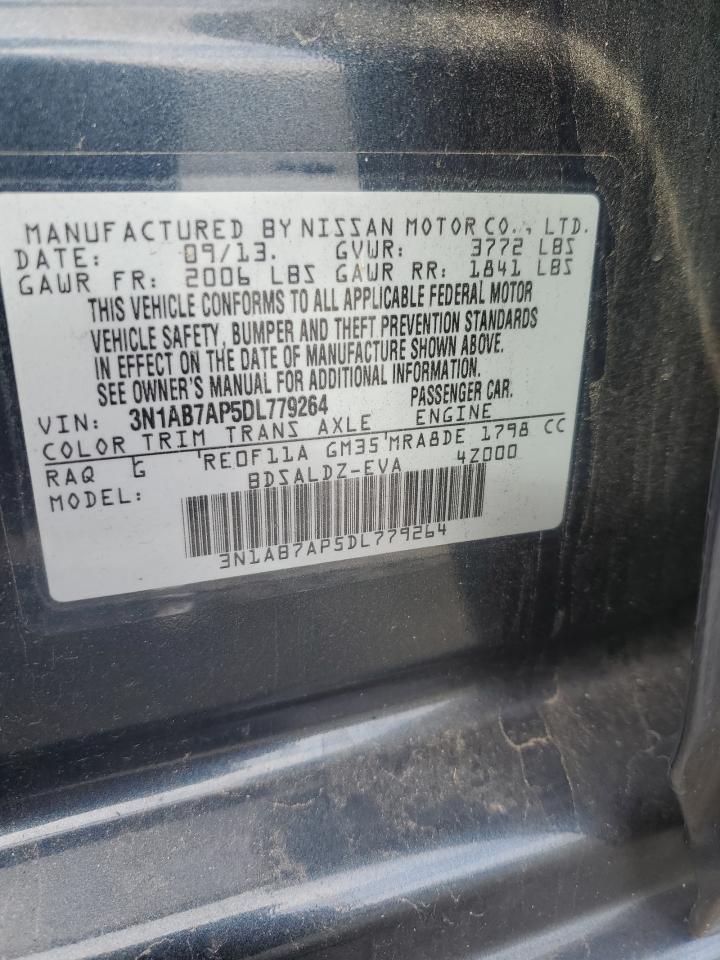 MANUFACTURED BY NISSAN MOTOR CO., LTD.
DATE: 09/13. GVWR: 3772 LBS
GAWR FR: 2006 LBS GAWR RR: 1841 LBS
THIS VEHICLE CONFORMS TO ALL APPLICABLE FEDERAL MOTOR
VEHICLE SAFETY, BUMPER AND THEFT PREVENTION STANDARDS
IN EFFECT ON THE DATE OF MANUFACTURE SHOWN ABOVE.
SEE OWNER'S MANUAL FOR ADDITIONAL INFORMATION.
VIN: 3N1AB7AP5DL779264 PASSENGER CAR.
COLOR TRIM TRANS AXLE ENGINE
RAQ G RE0F11A GM35 MRA8DE 1798 CC
MODEL: BDSALDZ-EVA 4Z000
3N1AB7AP5DL779264